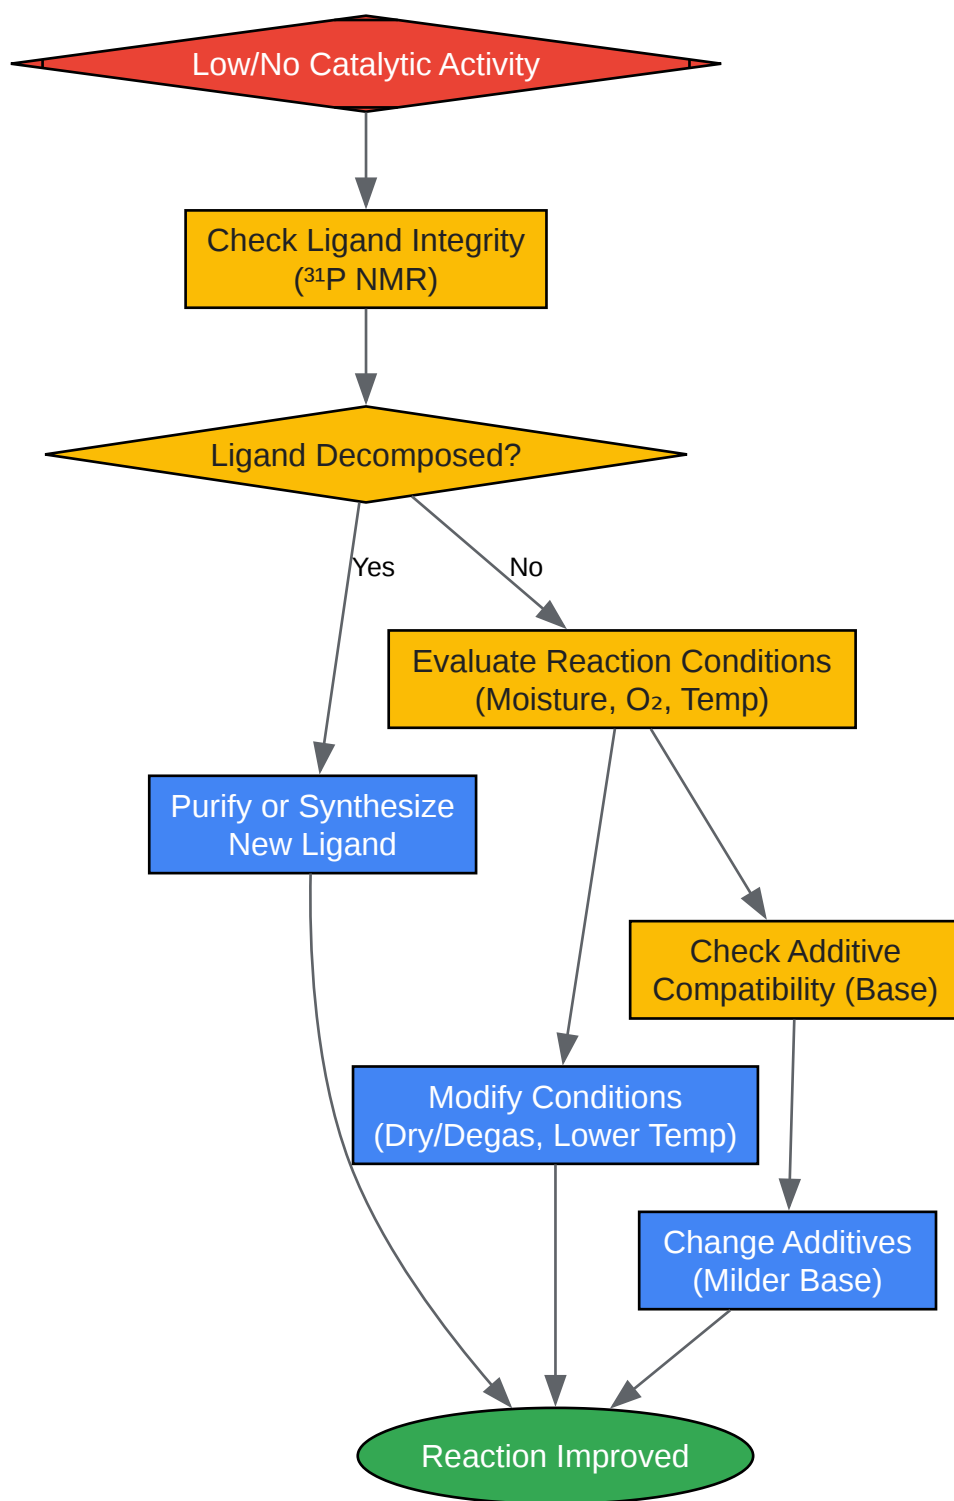 Low/No Catalytic Activity
Check Ligand Integrity
(³¹P NMR)
Ligand Decomposed?
Yes
No
Evaluate Reaction Conditions
(Moisture, O₂, Temp)
Purify or Synthesize
New Ligand
Check Additive
Compatibility (Base)
Modify Conditions
(Dry/Degas, Lower Temp)
Change Additives
(Milder Base)
Reaction Improved